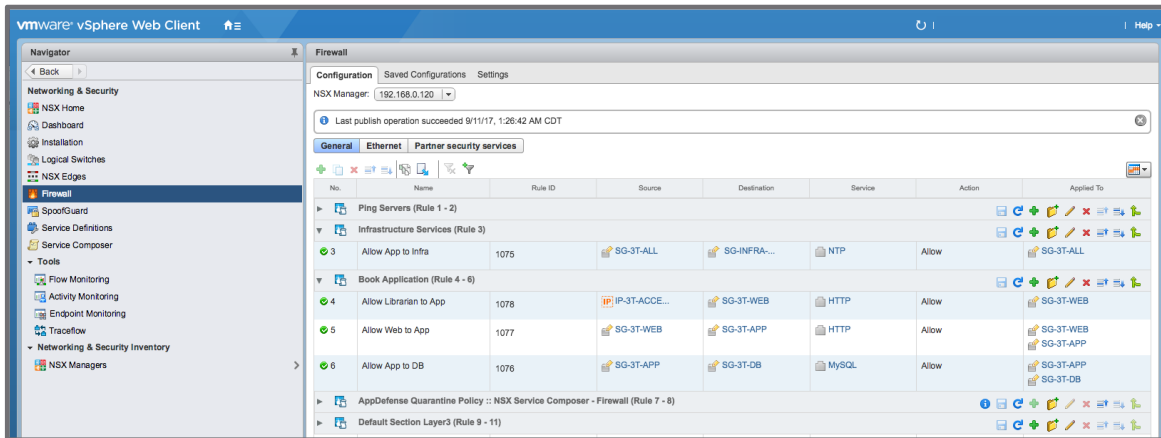 vmware® vSphere Web Client
Help
Navigator
Back
Networking & Security
NSX Home
Dashboard
Installation
Logical Switches
NSX Edges
Firewall
SpoofGuard
Service Definitions
Service Composer
Tools
Flow Monitoring
Activity Monitoring
Endpoint Monitoring
Traceflow
Networking & Security Inventory
NSX Managers
Firewall
Configuration Saved Configurations Settings
NSX Manager: 192.168.0.120
Last publish operation succeeded 9/11/17, 1:26:42 AM CDT
General Ethernet Partner security services
No. Name Rule ID Source Destination Service Action Applied To
Ping Servers (Rule 1 - 2)
Infrastructure Services (Rule 3)
3 Allow App to Infra 1075 SG-3T-ALL SG-INFRA-... NTP Allow SG-3T-ALL
Book Application (Rule 4 - 6)
4 Allow Librarian to App 1078 IP IP-3T-ACCE... SG-3T-WEB HTTP Allow SG-3T-WEB
5 Allow Web to App 1077 SG-3T-WEB SG-3T-APP HTTP Allow SG-3T-WEB
SG-3T-APP
6 Allow App to DB 1076 SG-3T-APP SG-3T-DB MySQL Allow SG-3T-APP
SG-3T-DB
AppDefense Quarantine Policy :: NSX Service Composer - Firewall (Rule 7 - 8)
Default Section Layer3 (Rule 9 - 11)